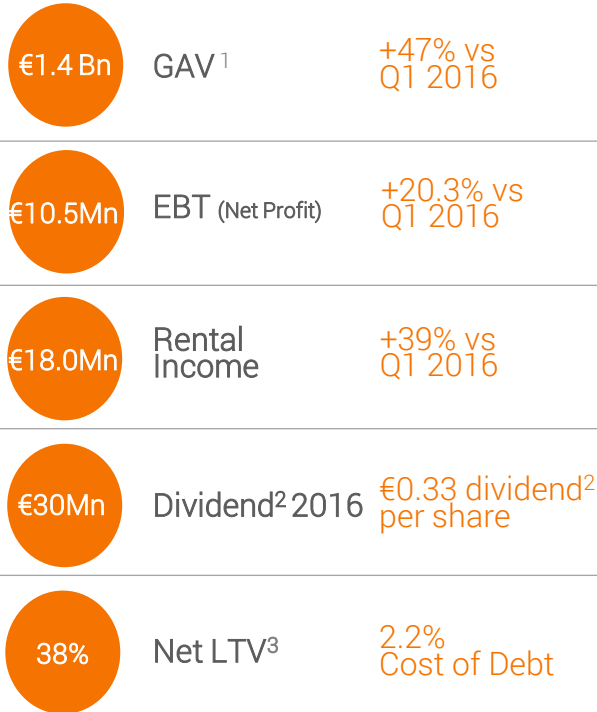 €1.4 Bn
GAV 1
+47% vs
Q1 2016
€10.5Mn
EBT (Net Profit)
+20.3% vs
Q1 2016
€18.0Mn
Rental
Income
+39% vs
Q1 2016
€30Mn
Dividend² 2016
€0.33 dividend²
per share
38%
Net LTV³
2.2%
Cost of Debt